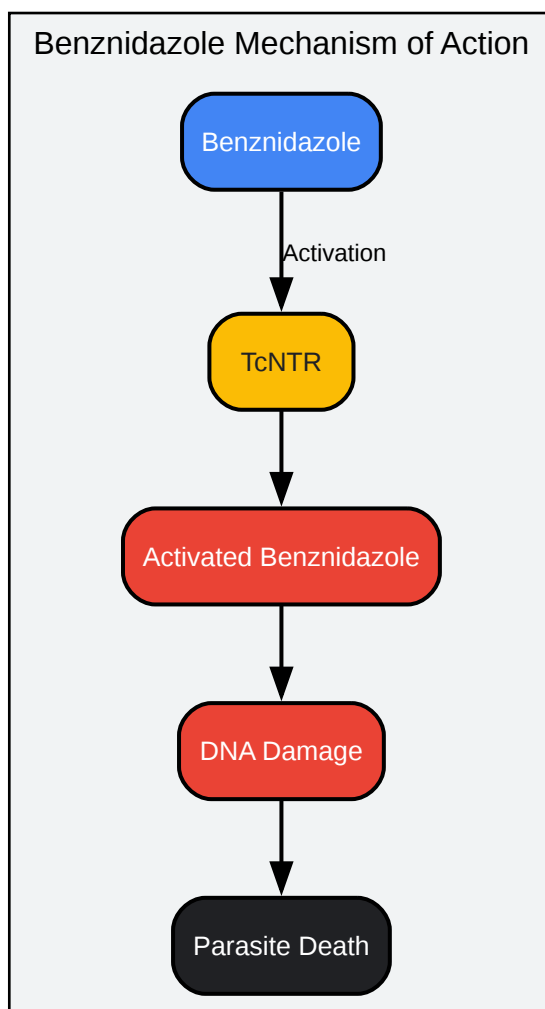 Benznidazole Mechanism of Action
Benznidazole
Activation
TcNTR
Activated Benznidazole
DNA Damage
Parasite Death